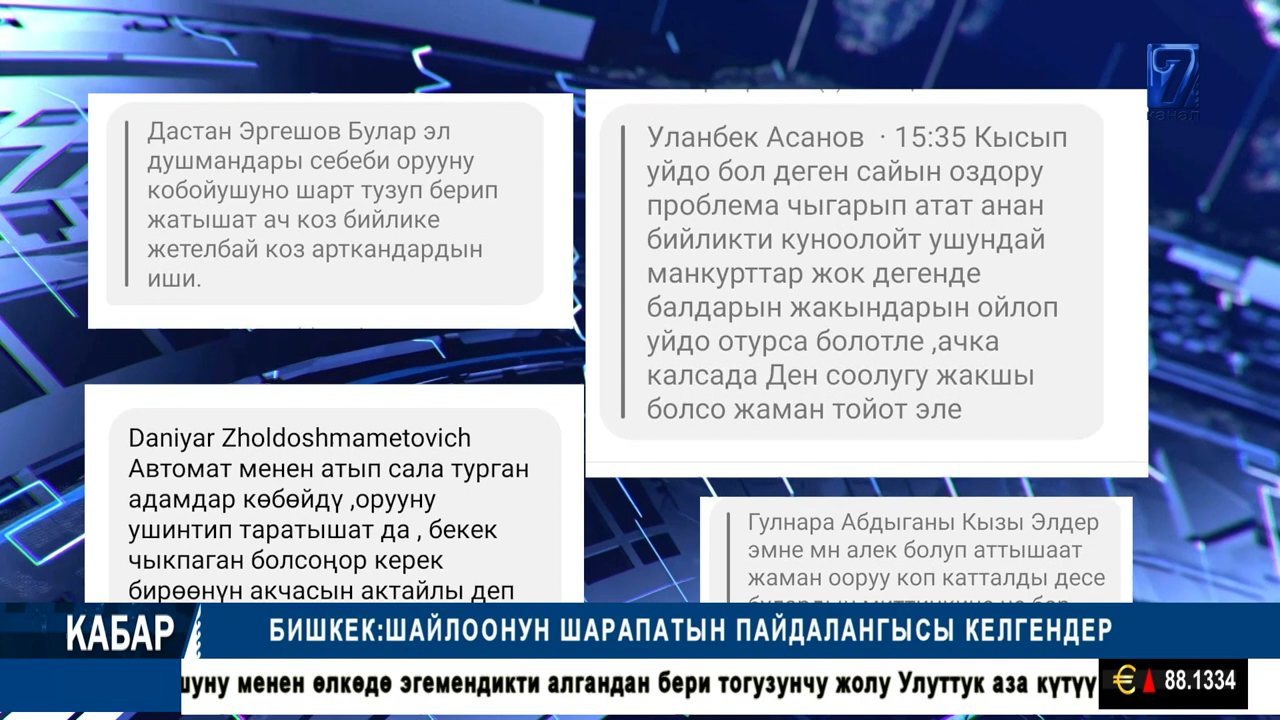 7
канал
Дастан Эргешов Булар эл
душмандары себеби орууну
кобойушуно шарт тузуп берип
жатышат ач коз бийлике
жетелбай коз арткандардын
иши.
Уланбек Асанов · 15:35 Кысып
уйдо бол деген сайын оздору
проблема чыгарып атат анан
бийликти куноолойт ушундай
манкурттар жок дегенде
балдарын жакындарын ойлоп
уйдо отурса болотле ,ачка
калсада Ден соолугу жакшы
болсо жаман тойот эле
Daniyar Zholdoshmametovich
Автомат менен атып сала турган
адамдар көбөйдү ,орууну
ушинтип таратышат да , бекек
чыкпаган болсоңор керек
бирөөнүн акчасын актайлы деп
Гулнара Абдыганы Кызы Элдер
эмне мн алек болуп аттышаат
жаман ооруу коп катталды десе
КАБАР
БИШКЕК:ШАЙЛООНУН ШАРАПАТЫН ПАЙДАЛАНГЫСЫ КЕЛГЕНДЕР
шуну менен өлкөдө эгемендикти алгандан бери тогузунчу жолу Улуттук аза күтүү
€ 88.1334